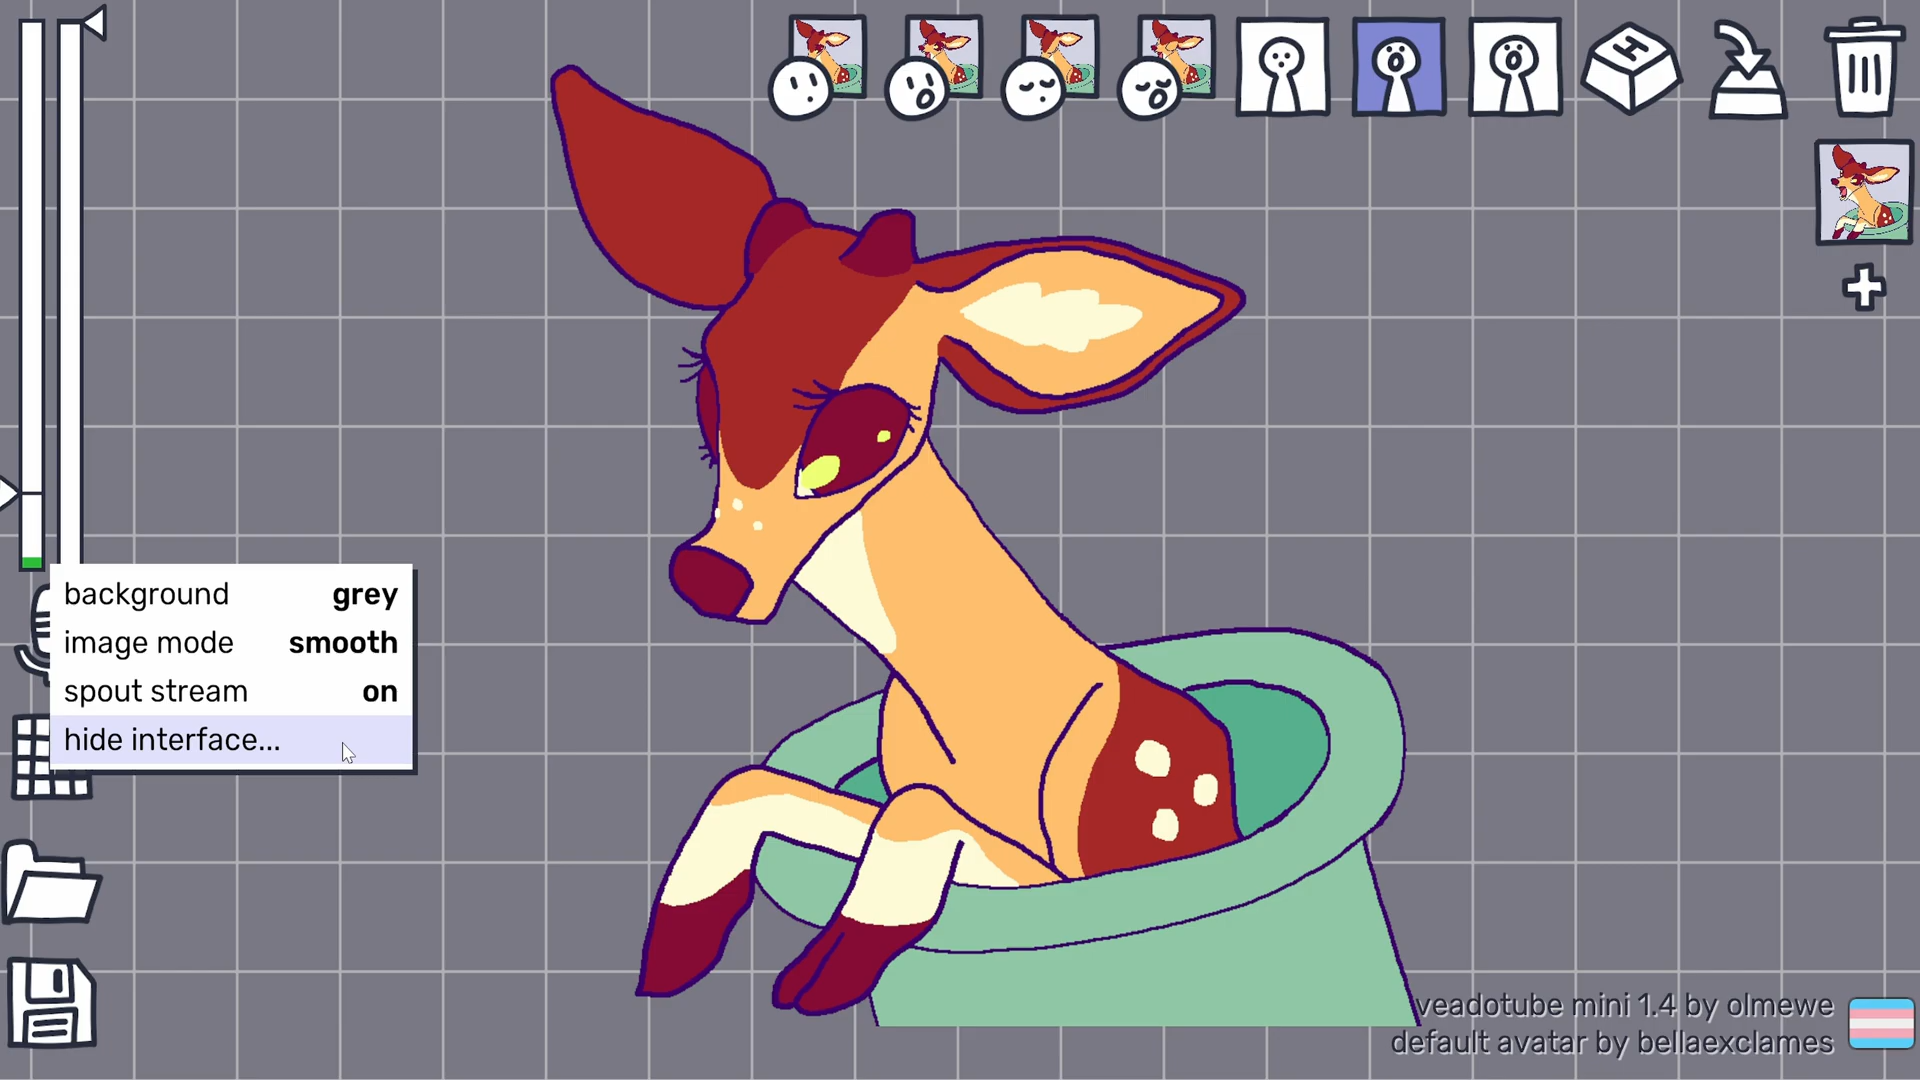 background grey
image mode smooth
spout stream on
hide interface...
veadotube mini 1.4 by olmewe
default avatar by bellaexclames